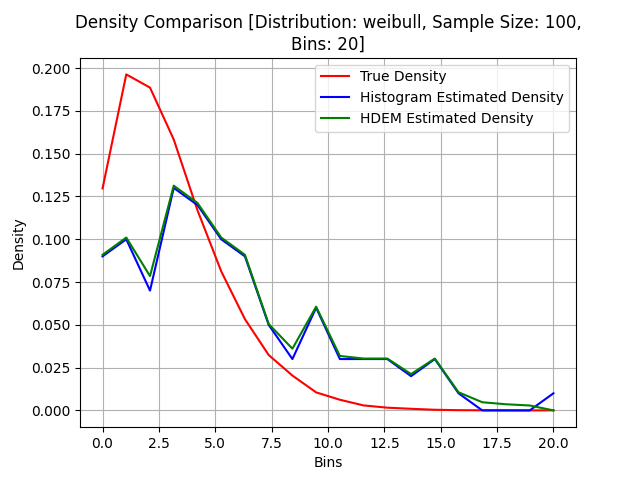 Density Comparison [Distribution: weibull, Sample Size: 100,
Bins: 20]
True Density
Histogram Estimated Density
HDEM Estimated Density
Density
0.200
0.175
0.150
0.125
0.100
0.075
0.050
0.025
0.000
0.0 2.5 5.0 7.5 10.0 12.5 15.0 17.5 20.0
Bins